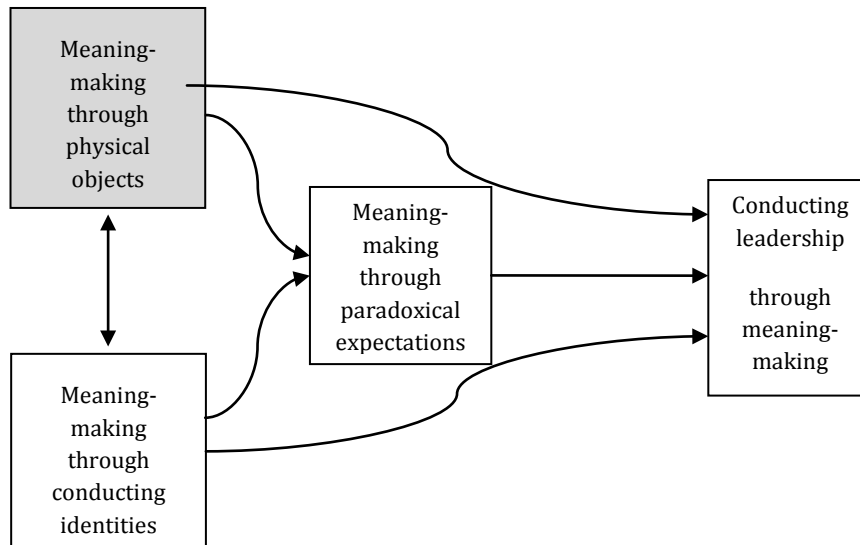 Meaning-
making
through
physical
objects
Meaning-
making
through
paradoxical
expectations
Conducting
leadership
through
meaning-
making
Meaning-
making
through
conducting
identities